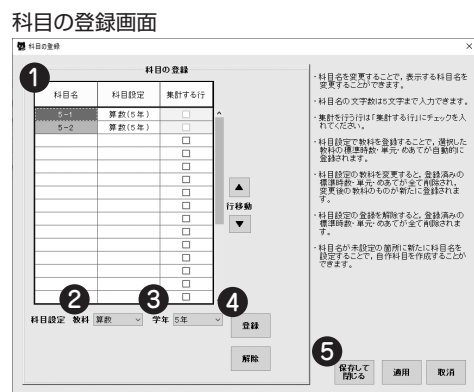 科目の登録画面
科目の登録
×
科目の登録
❶
科目名 科目設定 集計する行
5-1 算数(5年)
5-2 算数(5年)
▲
行移動
▼
❷ ❸ ❹
科目設定 教科 算数 学年 5年 登録
解除
・科目名を変更することで，表示する科目名を
変更することができます。
・科目名の文字数は5文字まで入力できます。
・集計を行う行は「集計する行」にチェックを入
れてください。
・科目設定で教科を登録することで，選択した
教科の標準時数・単元・めあてが自動的に
登録されます。
・科目設定の教科を変更すると，登録済みの
標準時数・単元・めあてが全て削除され，
変更後の教科のものが新たに登録されま
す。
・科目設定の登録を解除すると，登録済みの
標準時数・単元・めあてが全て削除されま
す。
・科目名が未設定の箇所に新たに科目名を
設定することで，自作科目を作成することが
できます。
❺
保存して
閉じる 適用 取消